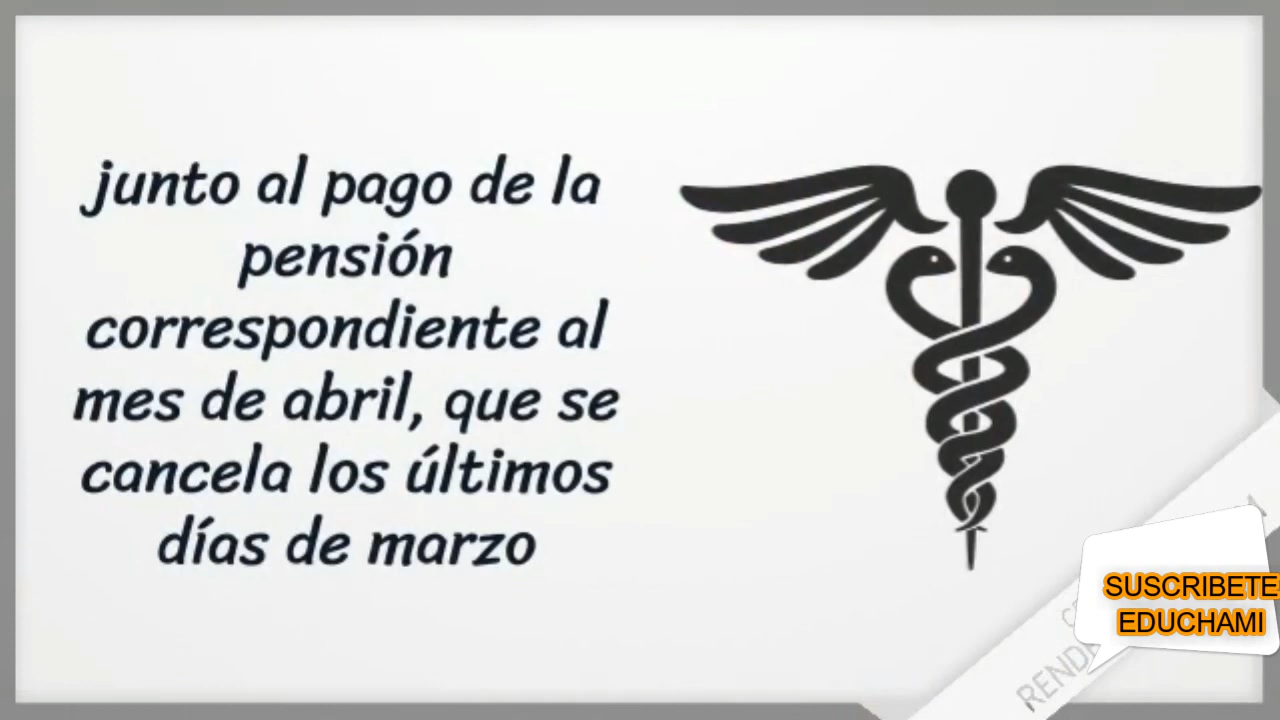 junto al pago de la
pensión
correspondiente al
mes de abril, que se
cancela los últimos
días de marzo
SUSCRIBETE
EDUCHAMI